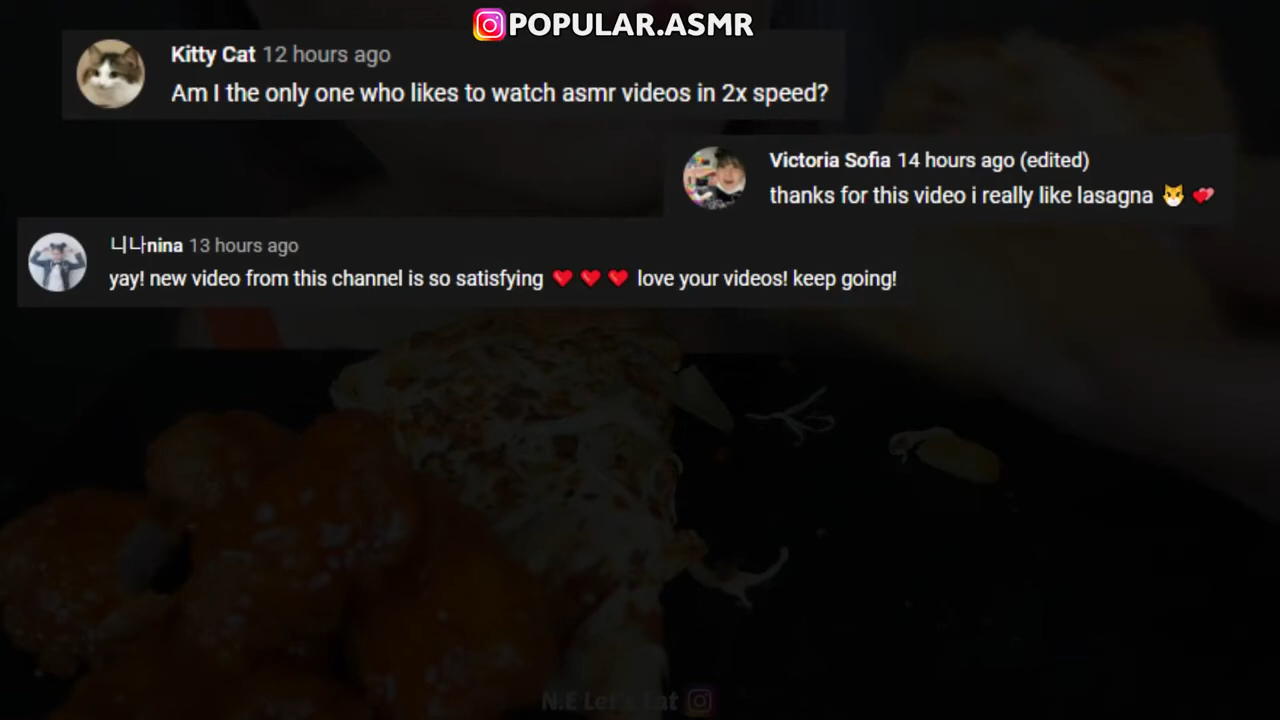 POPULAR.ASMR
Kitty Cat 12 hours ago
Am I the only one who likes to watch asmr videos in 2x speed?
Victoria Sofia 14 hours ago (edited)
thanks for this video i really like lasagna 😼 💕
니나nina 13 hours ago
yay! new video from this channel is so satisfying ❤️ ❤️ ❤️ love your videos! keep going!
N.E Let's Eat